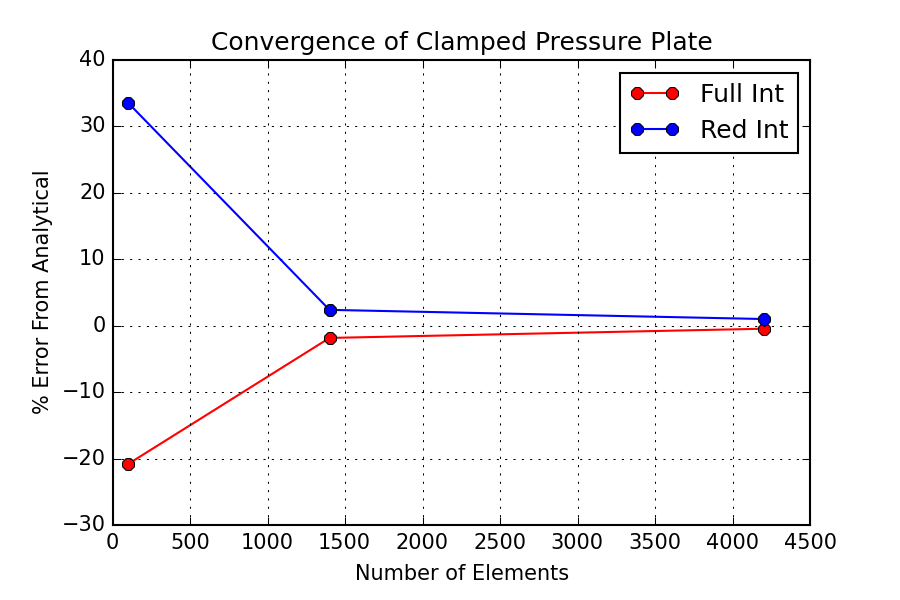 Convergence of Clamped Pressure Plate
40
30
20
10
0
−10
−20
−30
% Error From Analytical
Full Int
Red Int
0 500 1000 1500 2000 2500 3000 3500 4000 4500
Number of Elements